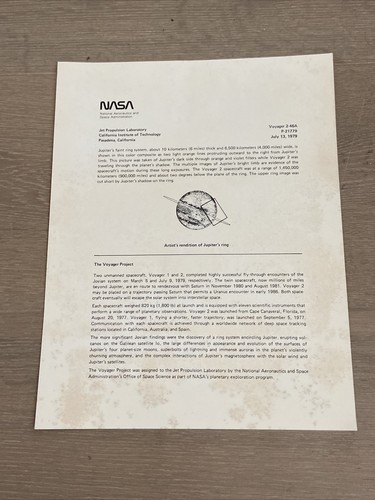 NASA
National Aeronautics and
Space Administration
Jet Propulsion Laboratory
California Institute of Technology
Pasadena, California
Voyager 2-46A
P-21779
July 13, 1979
Jupiter's faint ring system, about 10 kilometers (6 miles) thick and 6,500 kilometers (4,000 miles) wide, is
shown in this color composite as two light orange lines protruding outward to the right from Jupiter's
limb. This picture was taken of Jupiter's dark side through orange and violet filters while Voyager 2 was
traveling through the planet's shadow. The multiple images of Jupiter's bright limb are evidence of the
spacecraft's motion during these long exposures. The Voyager 2 spacecraft was at a range of 1,450,000
kilometers (900,000 miles) and about two degrees below the plane of the ring. The upper ring image was
cut short by Jupiter's shadow on the ring.
Artist's rendition of Jupiter's ring
The Voyager Project
Two unmanned spacecraft, Voyager 1 and 2, completed highly successful fly-through encounters of the
Jovian system on March 5 and July 9, 1979, respectively. The twin spacecraft, now millions of miles
beyond Jupiter, are en route to rendezvous with Saturn in November 1980 and August 1981. Voyager 2
may be placed on a trajectory passing Saturn that permits a Uranus encounter in early 1986. Both space-
craft eventually will escape the solar system into interstellar space.
Each spacecraft weighed 820 kg (1,800 lb) at launch and is equipped with eleven scientific instruments that
perform a wide range of planetary observations. Voyager 2 was launched from Cape Canaveral, Florida, on
August 20, 1977. Voyager 1, flying a shorter, faster trajectory, was launched on September 5, 1977.
Communication with each spacecraft is achieved through a worldwide network of deep space tracking
stations located in California, Australia, and Spain.
The more significant Jovian findings were the discovery of a ring system encircling Jupiter, erupting vol-
canos on the Galilean satellite Io, the large differences in appearance and evolution of the surfaces of
Jupiter's four planet-size moons, superbolts of lightning and immense auroras in the planet's violently
churning atmosphere, and the complex interactions of Jupiter's magnetosphere with the solar wind and
Jupiter's satellites.
The Voyager Project was assigned to the Jet Propulsion Laboratory by the National Aeronautics and Space
Administration's Office of Space Science as part of NASA's planetary exploration program.